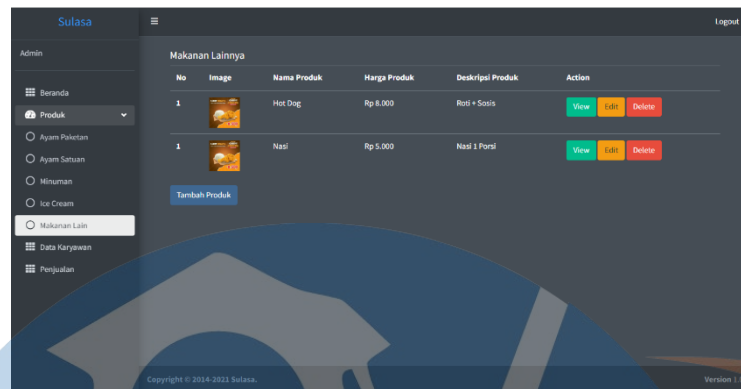 Sulasa
Logout
Admin
Beranda
Produk
Ayam Paketan
Ayam Satuan
Minuman
Ice Cream
Makanan Lain
Data Karyawan
Penjualan
Makanan Lainnya
No Image Nama Produk Harga Produk Deskripsi Produk Action
1 Hot Dog Rp 8.000 Roti + Sosis View Edit Delete
1 Nasi Rp 5.000 Nasi 1 Porsi View Edit Delete
Tambah Produk
Copyright © 2014-2021 Sulasa.
Version